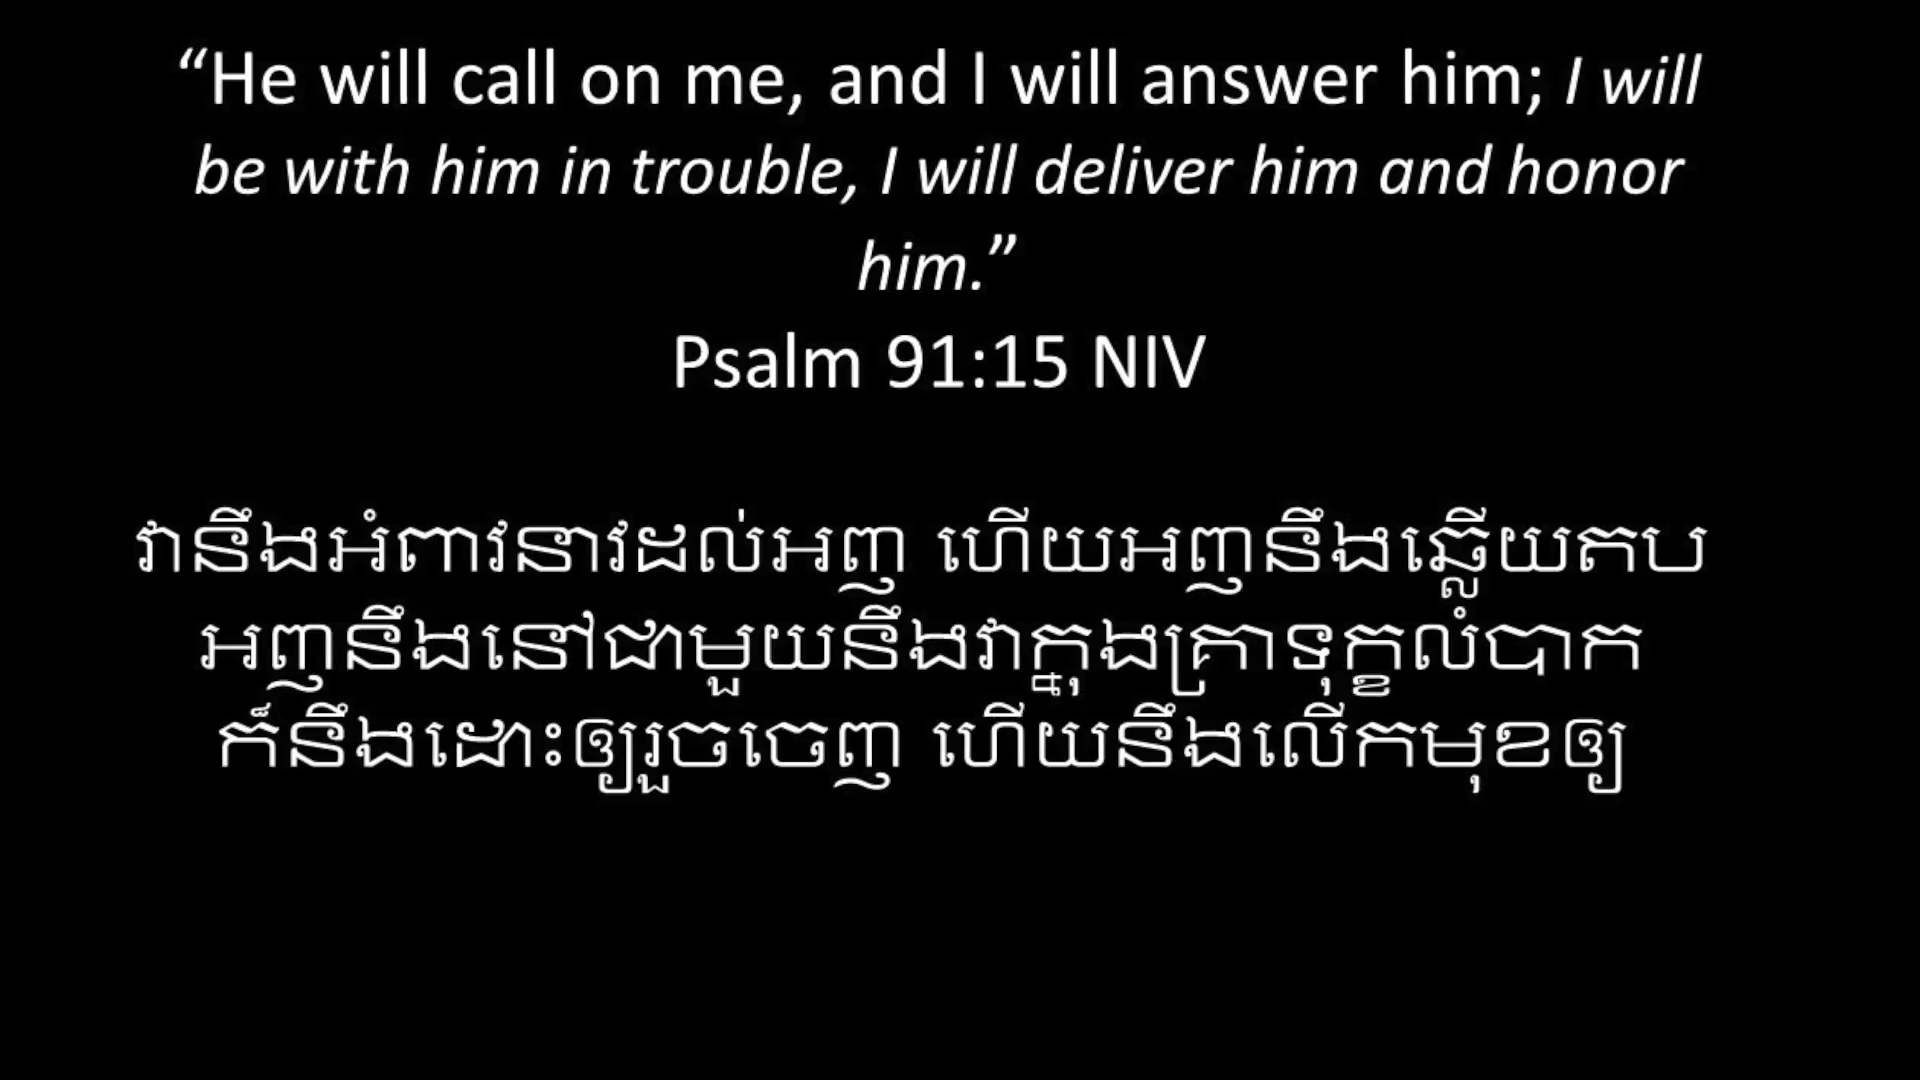 “He will call on me, and I will answer him; I will
be with him in trouble, I will deliver him and honor
him.”
Psalm 91:15 NIV
វានឹងអំពាវនាវដល់អញ ហើយអញនឹងឆ្លើយតប
អញនឹងនៅជាមួយនឹងវាក្នុងគ្រាទុក្ខលំបាក
ក៏នឹងដោះឲ្យរួចចេញ ហើយនឹងលើកមុខឲ្យ